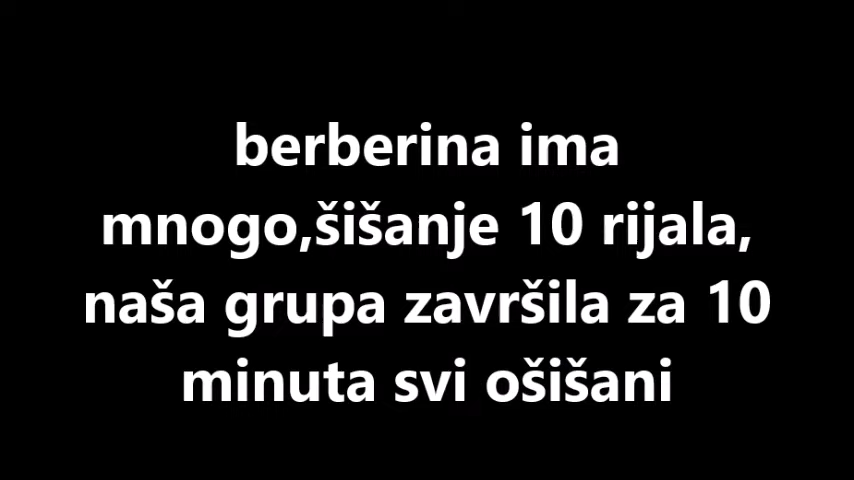 berberina ima
mnogo,šišanje 10 rijala,
naša grupa završila za 10
minuta svi ošišani